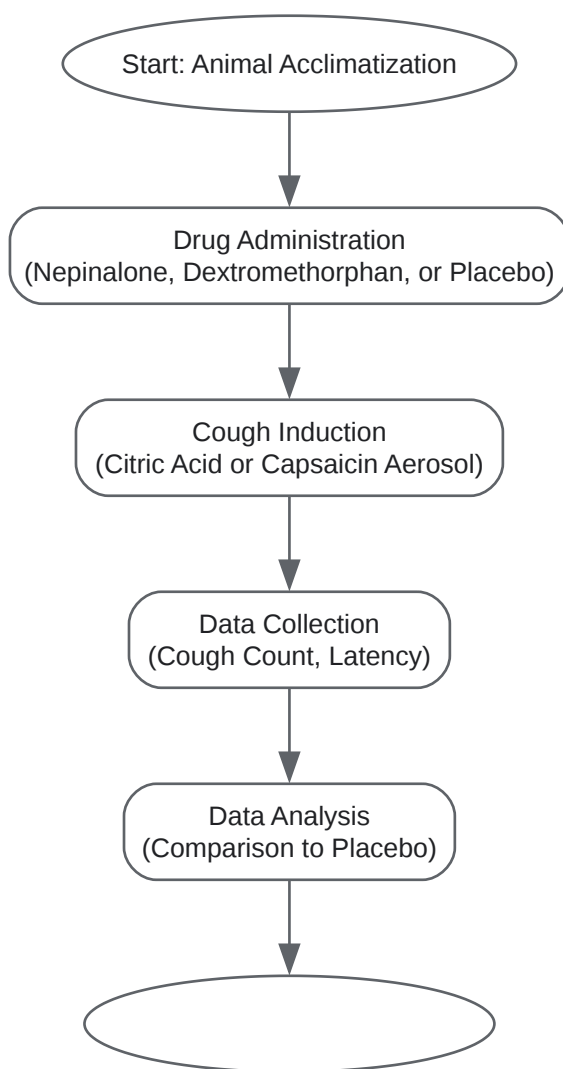 Start: Animal Acclimatization
Drug Administration
(Nepinalone, Dextromethorphan, or Placebo)
Cough Induction
(Citric Acid or Capsaicin Aerosol)
Data Collection
(Cough Count, Latency)
Data Analysis
(Comparison to Placebo)